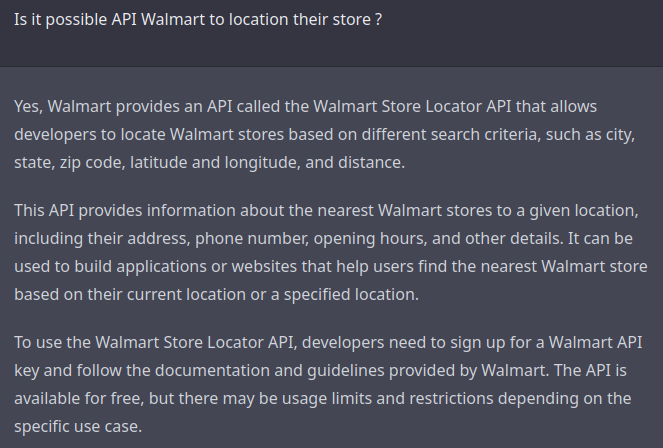 Is it possible API Walmart to location their store ?
Yes, Walmart provides an API called the Walmart Store Locator API that allows
developers to locate Walmart stores based on different search criteria, such as city,
state, zip code, latitude and longitude, and distance.
This API provides information about the nearest Walmart stores to a given location,
including their address, phone number, opening hours, and other details. It can be
used to build applications or websites that help users find the nearest Walmart store
based on their current location or a specified location.
To use the Walmart Store Locator API, developers need to sign up for a Walmart API
key and follow the documentation and guidelines provided by Walmart. The API is
available for free, but there may be usage limits and restrictions depending on the
specific use case.